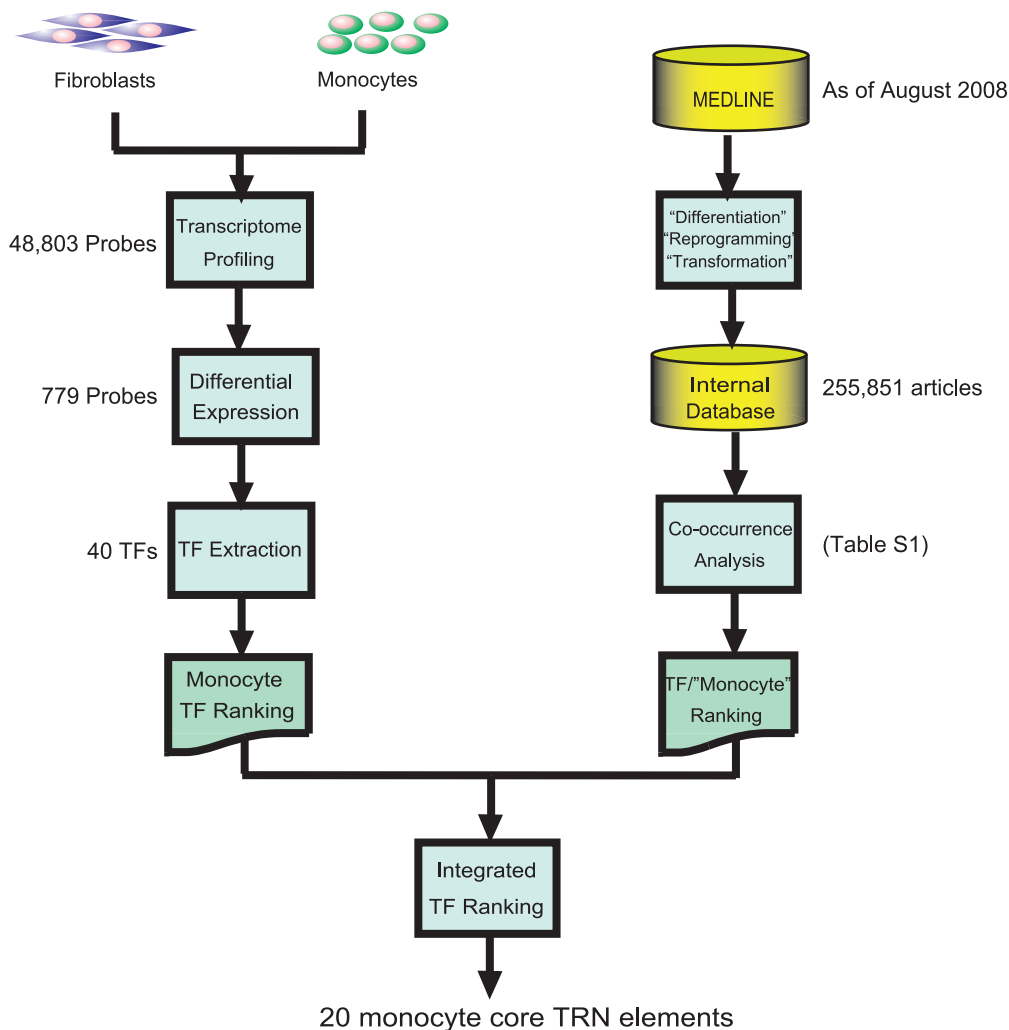 Fibroblasts
Monocytes
MEDLINE
As of August 2008
48,803 Probes
Transcriptome
Profiling
“Differentiation”
“Reprogramming”
“Transformation”
779 Probes
Differential
Expression
Internal
Database
255,851 articles
40 TFs
TF Extraction
Co-occurrence
Analysis
(Table S1)
Monocyte
TF Ranking
TF/”Monocyte”
Ranking
Integrated
TF Ranking
20 monocyte core TRN elements